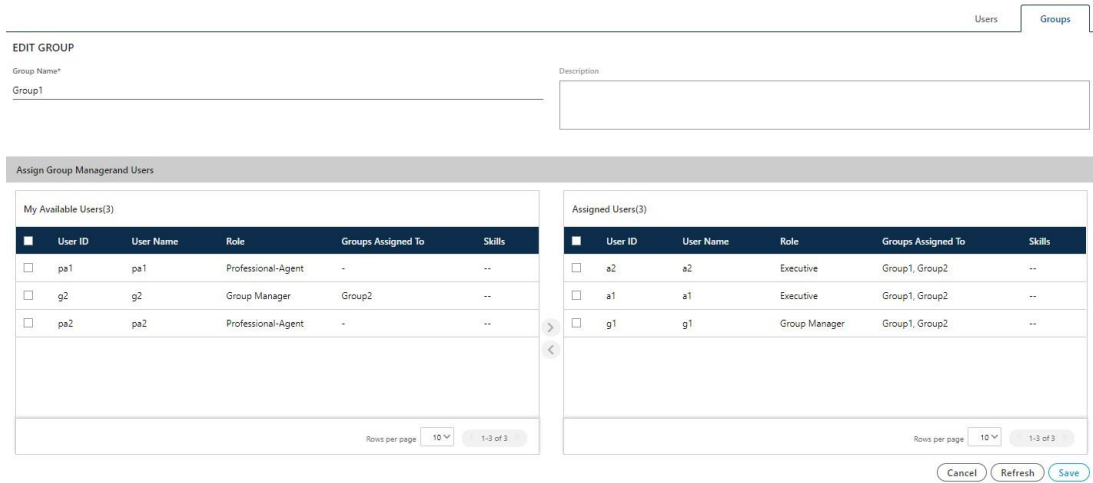 Users Groups
EDIT GROUP
Group Name* Description
Group1
Assign Group Managerand Users
My Available Users(3) Assigned Users(3)
User ID User Name Role Groups Assigned To Skills User ID User Name Role Groups Assigned To Skills
pa1 pa1 Professional-Agent - -- a2 a2 Executive Group1, Group2 --
g2 g2 Group Manager Group2 -- a1 a1 Executive Group1, Group2 --
pa2 pa2 Professional-Agent - -- g1 g1 Group Manager Group1, Group2 --
Rows per page 10 1-3 of 3 Rows per page 10 1-3 of 3
Cancel Refresh Save